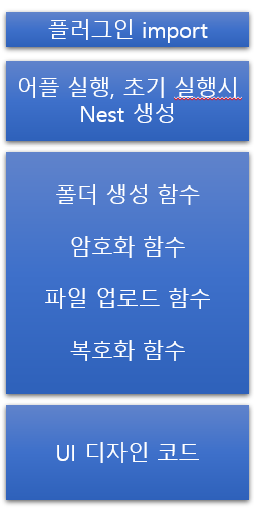 플러그인 import
어플 실행, 초기 실행시
Nest 생성
폴더 생성 함수
암호화 함수
파일 업로드 함수
복호화 함수
UI 디자인 코드